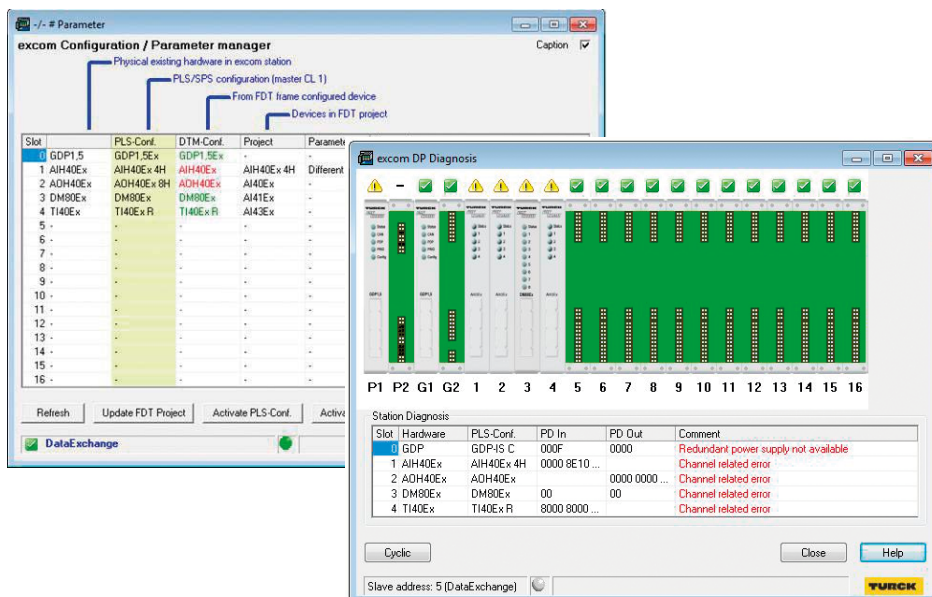 -/- # Parameter
excom Configuration / Parameter manager
Caption
Physical existing hardware in excom station
PLS/SPS configuration (master CL 1)
From FDT frame configured device
Devices in FDT project
Slot PLS-Conf. DTM-Conf. Project Paramete
0 GDP1,5 GDP1,5Ex GDP1,5Ex -
1 AIH40Ex AIH40Ex 4H AIH40Ex AIH40Ex 4H Different
2 AOH40Ex AOH40Ex 8H AOH40Ex AI40Ex -
3 DM80Ex DM80Ex DM80Ex AI41Ex -
4 TI40Ex TI40Ex R TI40Ex R AI43Ex -
5 - - - - -
6 - - - - -
7 - - - - -
8 - - - - -
9 - - - - -
10 - - - - -
11 - - - - -
12 - - - - -
13 - - - - -
14 - - - - -
15 - - - - -
16 - - - - -
Refresh Update FDT Project Activate PLS-Conf. Activa
DataExchange
excom DP Diagnosis
P1 P2 G1 G2 1 2 3 4 5 6 7 8 9 10 11 12 13 14 15 16
Station Diagnosis
Slot Hardware PLS-Conf. PD In PD Out Comment
0 GDP GDP-IS C 000F 0000 Redundant power supply not available
1 AIH40Ex AIH40Ex 4H 0000 8E10 ... Channel related error
2 AOH40Ex AOH40Ex 0000 0000 ... Channel related error
3 DM80Ex DM80Ex 00 00 Channel related error
4 TI40Ex TI40Ex R 8000 8000 ... Channel related error
Cyclic Close Help
Slave address: 5 (DataExchange)
TURCK